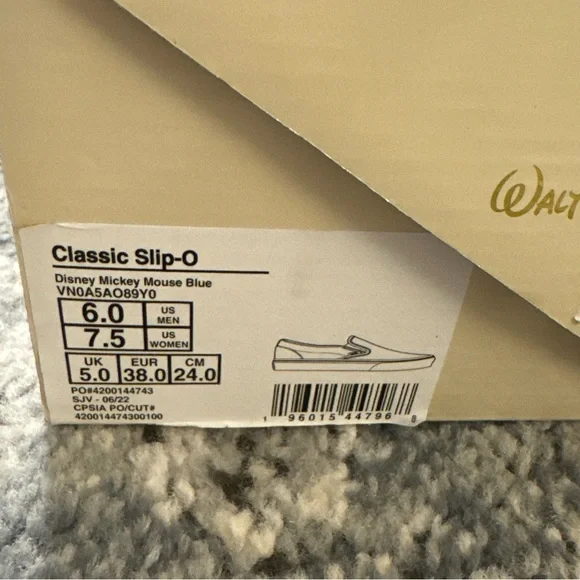 WALT
Classic Slip-O
Disney Mickey Mouse Blue
VN0A5AO89Y0
6.0 US MEN
7.5 US WOMEN
UK EUR CM
5.0 38.0 24.0
PO#4200144743
SJV - 06/22
CPSIA PO/CUT#
420014474300100
1 96015 44796 8